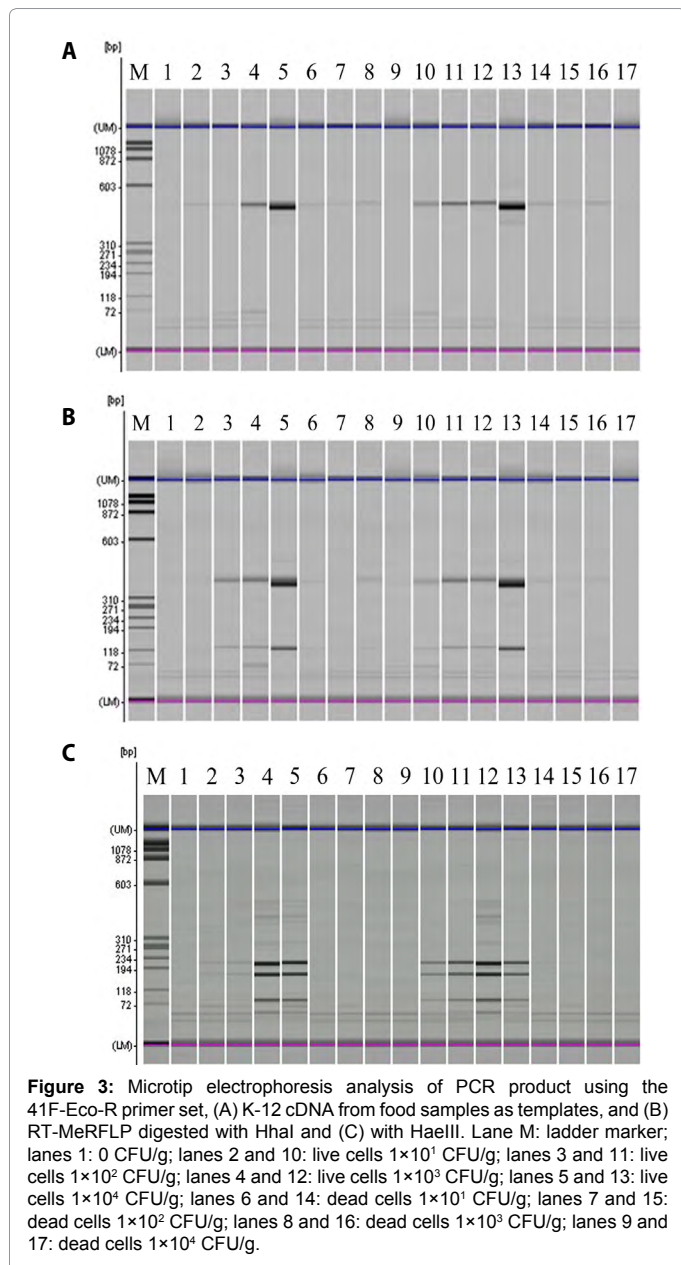 A
[bp]
M 1 2 3 4 5 6 7 8 9 10 11 12 13 14 15 16 17
(UM)
1078
872
603
310
271
234
194
118
72
(LM)
B
[bp]
M 1 2 3 4 5 6 7 8 9 10 11 12 13 14 15 16 17
(UM)
1078
872
603
310
271
234
194
118
72
(LM)
C
[bp]
M 1 2 3 4 5 6 7 8 9 10 11 12 13 14 15 16 17
(UM)
1078
872
603
310
271
234
194
118
72
(LM)
Figure 3: Microtip electrophoresis analysis of PCR product using the
41F-Eco-R primer set, (A) K-12 cDNA from food samples as templates, and (B)
RT-MeRFLP digested with HhaI and (C) with HaeIII. Lane M: ladder marker;
lanes 1: 0 CFU/g; lanes 2 and 10: live cells 1×10¹ CFU/g; lanes 3 and 11: live
cells 1×10² CFU/g; lanes 4 and 12: live cells 1×10³ CFU/g; lanes 5 and 13: live
cells 1×10⁴ CFU/g; lanes 6 and 14: dead cells 1×10¹ CFU/g; lanes 7 and 15:
dead cells 1×10² CFU/g; lanes 8 and 16: dead cells 1×10³ CFU/g; lanes 9 and
17: dead cells 1×10⁴ CFU/g.